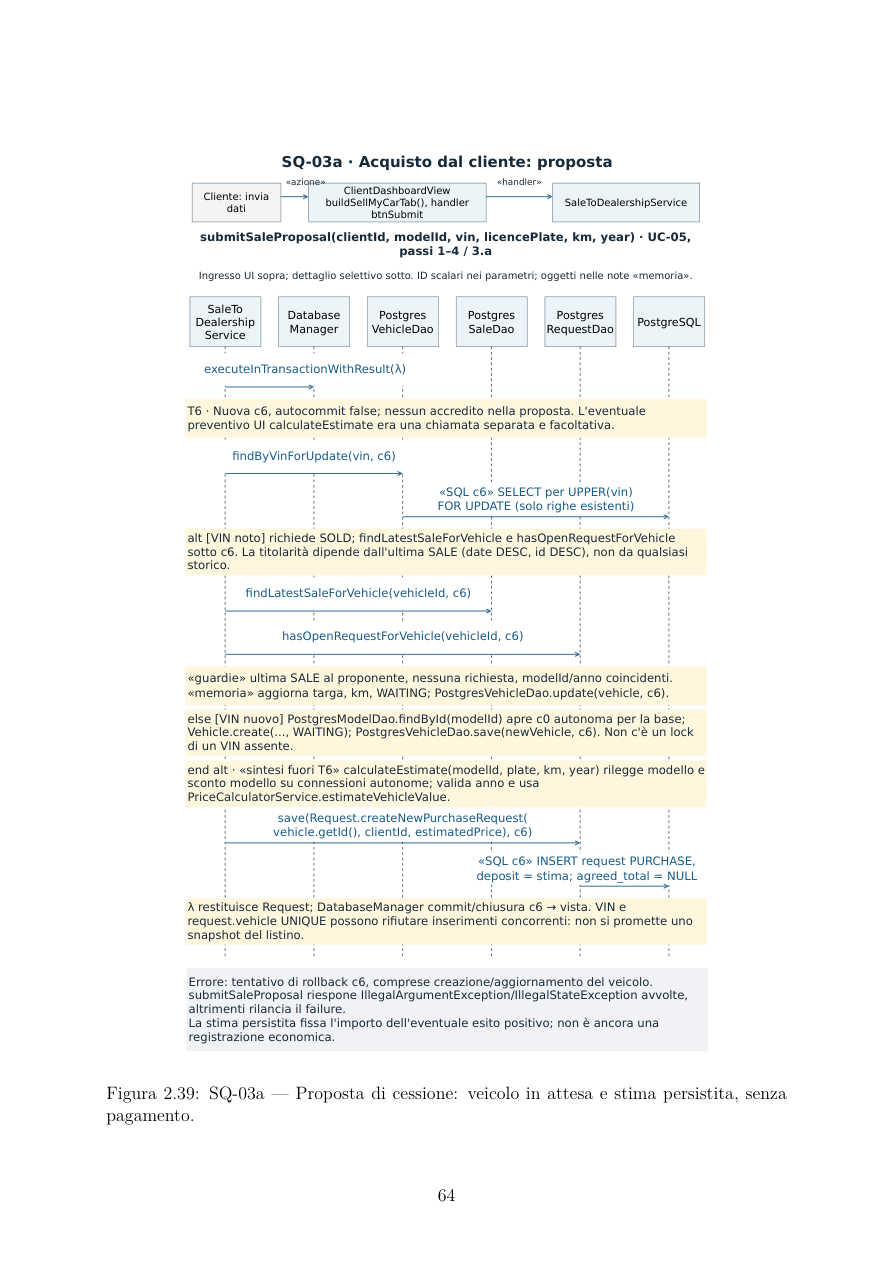 SQ-03a · Acquisto dal cliente: proposta
«azione»
«handler»
Cliente: invia
dati
ClientDashboardView
buildSellMyCarTab(), handler
btnSubmit
SaleToDealershipService
submitSaleProposal(clientId, modelId, vin, licencePlate, km, year) · UC-05,
passi 1–4 / 3.a
Ingresso UI sopra; dettaglio selettivo sotto. ID scalari nei parametri; oggetti nelle note «memoria».
SaleTo
Dealership
Service
Database
Manager
Postgres
VehicleDao
Postgres
SaleDao
Postgres
RequestDao
PostgreSQL
executeInTransactionWithResult(λ)
T6 · Nuova c6, autocommit false; nessun accredito nella proposta. L'eventuale
preventivo UI calculateEstimate era una chiamata separata e facoltativa.
findByVinForUpdate(vin, c6)
«SQL c6» SELECT per UPPER(vin)
FOR UPDATE (solo righe esistenti)
alt [VIN noto] richiede SOLD; findLatestSaleForVehicle e hasOpenRequestForVehicle
sotto c6. La titolarità dipende dall'ultima SALE (date DESC, id DESC), non da qualsiasi
storico.
findLatestSaleForVehicle(vehicleId, c6)
hasOpenRequestForVehicle(vehicleId, c6)
«guardie» ultima SALE al proponente, nessuna richiesta, modelId/anno coincidenti.
«memoria» aggiorna targa, km, WAITING; PostgresVehicleDao.update(vehicle, c6).
else [VIN nuovo] PostgresModelDao.findById(modelId) apre c0 autonoma per la base;
Vehicle.create(..., WAITING); PostgresVehicleDao.save(newVehicle, c6). Non c'è un lock
di un VIN assente.
end alt · «sintesi fuori T6» calculateEstimate(modelId, plate, km, year) rilegge modello e
sconto modello su connessioni autonome; valida anno e usa
PriceCalculatorService.estimateVehicleValue.
save(Request.createNewPurchaseRequest(
vehicle.getId(), clientId, estimatedPrice), c6)
«SQL c6» INSERT request PURCHASE,
deposit = stima; agreed_total = NULL
λ restituisce Request; DatabaseManager commit/chiusura c6 → vista. VIN e
request.vehicle UNIQUE possono rifiutare inserimenti concorrenti: non si promette uno
snapshot del listino.
Errore: tentativo di rollback c6, comprese creazione/aggiornamento del veicolo.
submitSaleProposal riespone IllegalArgumentException/IllegalStateException avvolte,
altrimenti rilancia il failure.
La stima persistita fissa l'importo dell'eventuale esito positivo; non è ancora una
registrazione economica.
Figura 2.39: SQ-03a — Proposta di cessione: veicolo in attesa e stima persistita, senza
pagamento.
64